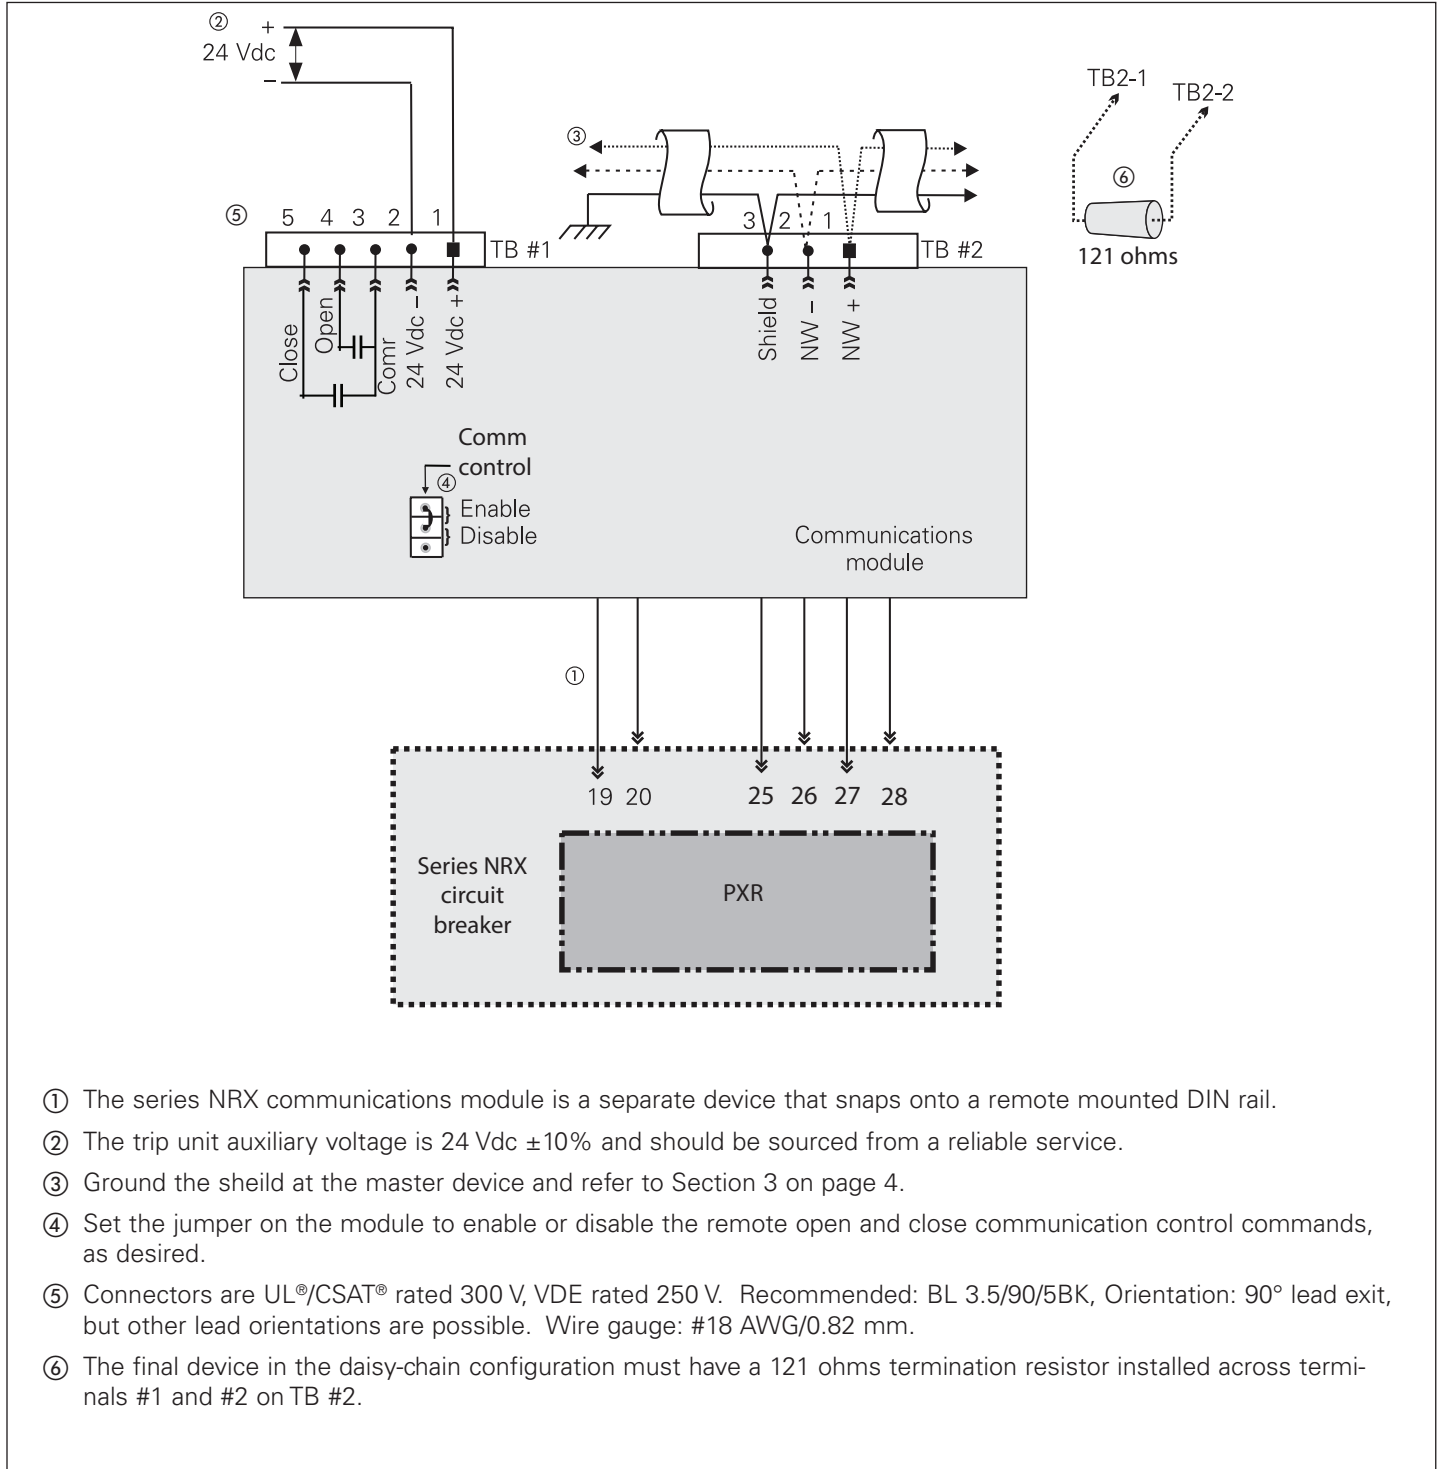 ② +
24 Vdc
–
TB2-1
TB2-2
③
⑥
121 ohms
⑤ 5 4 3 2 1
TB #1
3 2 1
TB #2
Close
Open
Comr
24 Vdc –
24 Vdc +
Shield
NW –
NW +
Comm
control
④
Enable
Disable
Communications
module
①
19 20 25 26 27 28
Series NRX
circuit
breaker
PXR
① The series NRX communications module is a separate device that snaps onto a remote mounted DIN rail.
② The trip unit auxiliary voltage is 24 Vdc ±10% and should be sourced from a reliable service.
③ Ground the sheild at the master device and refer to Section 3 on page 4.
④ Set the jumper on the module to enable or disable the remote open and close communication control commands,
as desired.
⑤ Connectors are UL®/CSAT® rated 300 V, VDE rated 250 V. Recommended: BL 3.5/90/5BK, Orientation: 90° lead exit,
but other lead orientations are possible. Wire gauge: #18 AWG/0.82 mm.
⑥ The final device in the daisy-chain configuration must have a 121 ohms termination resistor installed across termi-
nals #1 and #2 on TB #2.